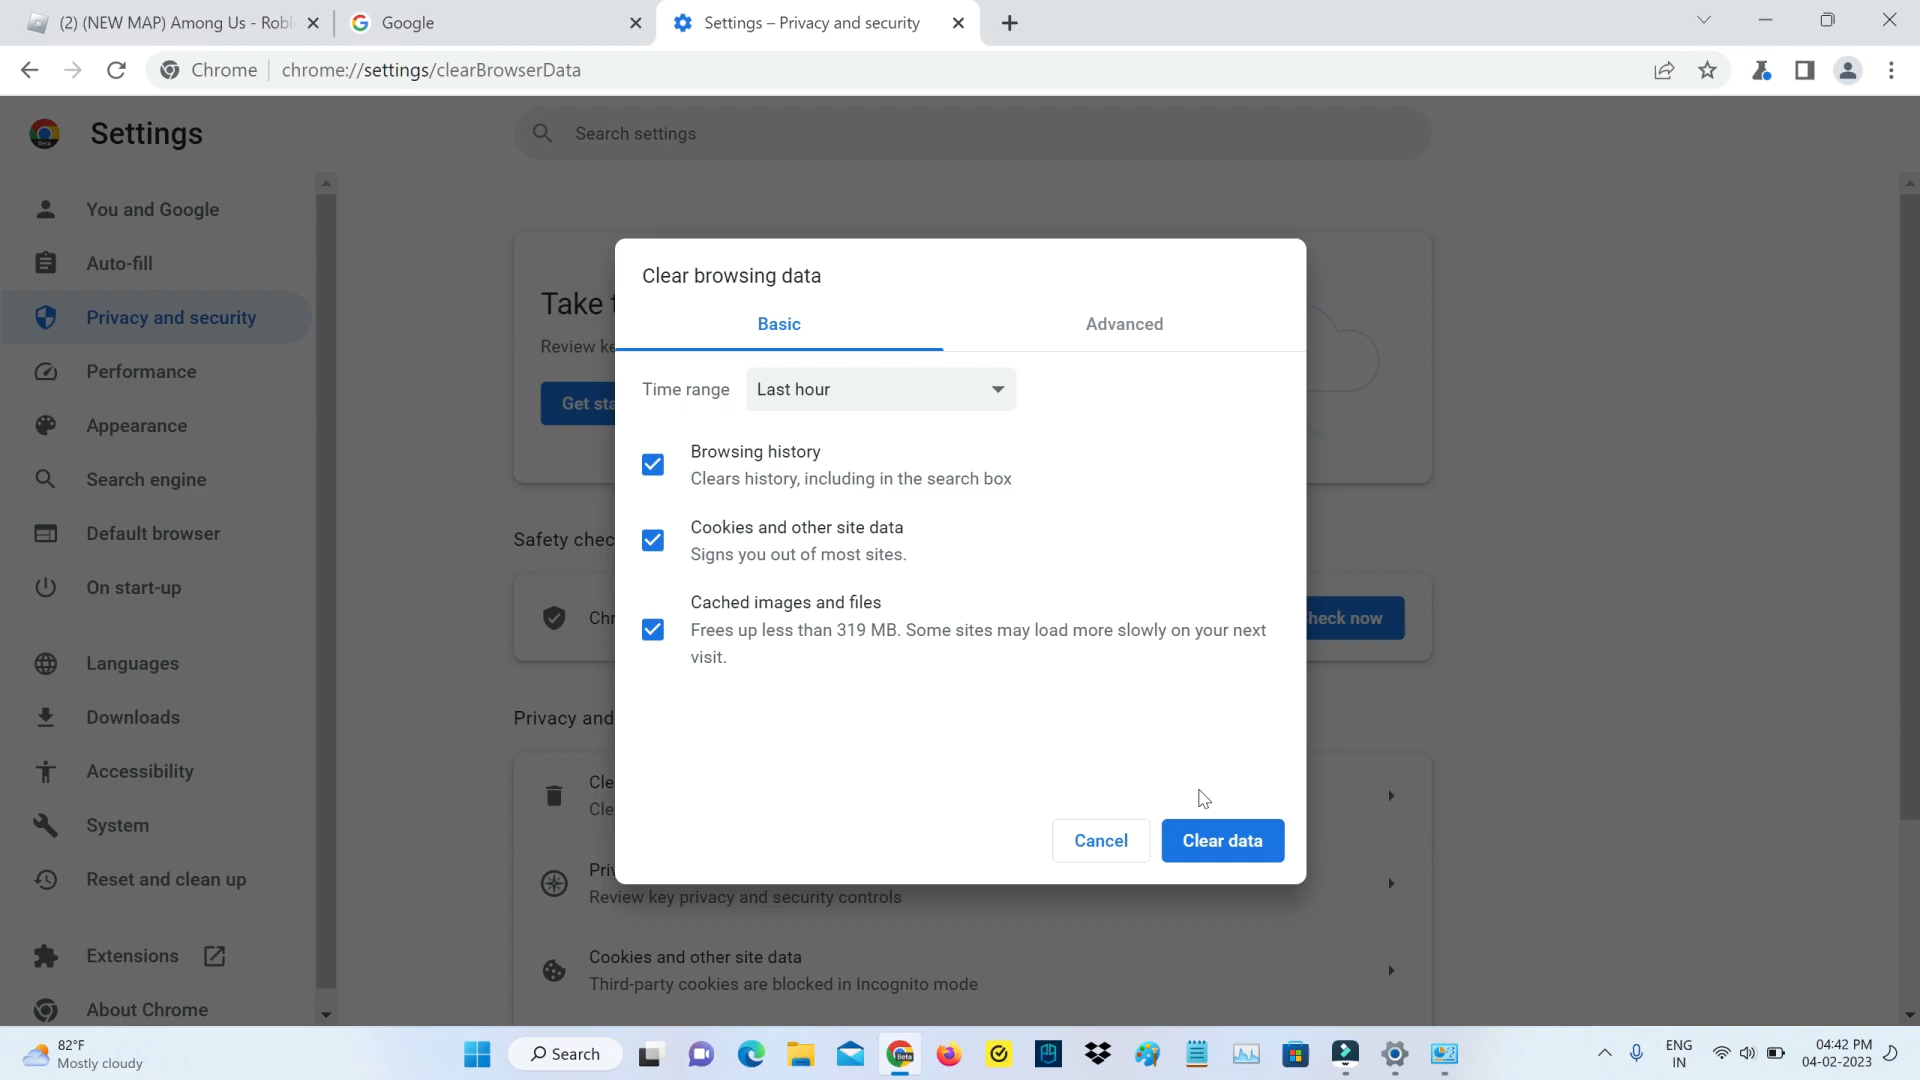 (2) (NEW MAP) Among Us - Robl
Google
Settings – Privacy and security
Chrome
chrome://settings/clearBrowserData
Settings
Search settings
You and Google
Auto-fill
Privacy and security
Performance
Appearance
Search engine
Default browser
On start-up
Languages
Downloads
Accessibility
System
Reset and clean up
Extensions
About Chrome
Take
Review ke
Get sta
Safety chec
Chr
heck now
Privacy and
Cle
Cle
Pri
Review key privacy and security controls
Cookies and other site data
Third-party cookies are blocked in Incognito mode
Clear browsing data
Basic
Advanced
Time range
Last hour
Browsing history
Clears history, including in the search box
Cookies and other site data
Signs you out of most sites.
Cached images and files
Frees up less than 319 MB. Some sites may load more slowly on your next
visit.
Cancel
Clear data
82°F
Mostly cloudy
Search
Beta
ENG
IN
04:42 PM
04-02-2023